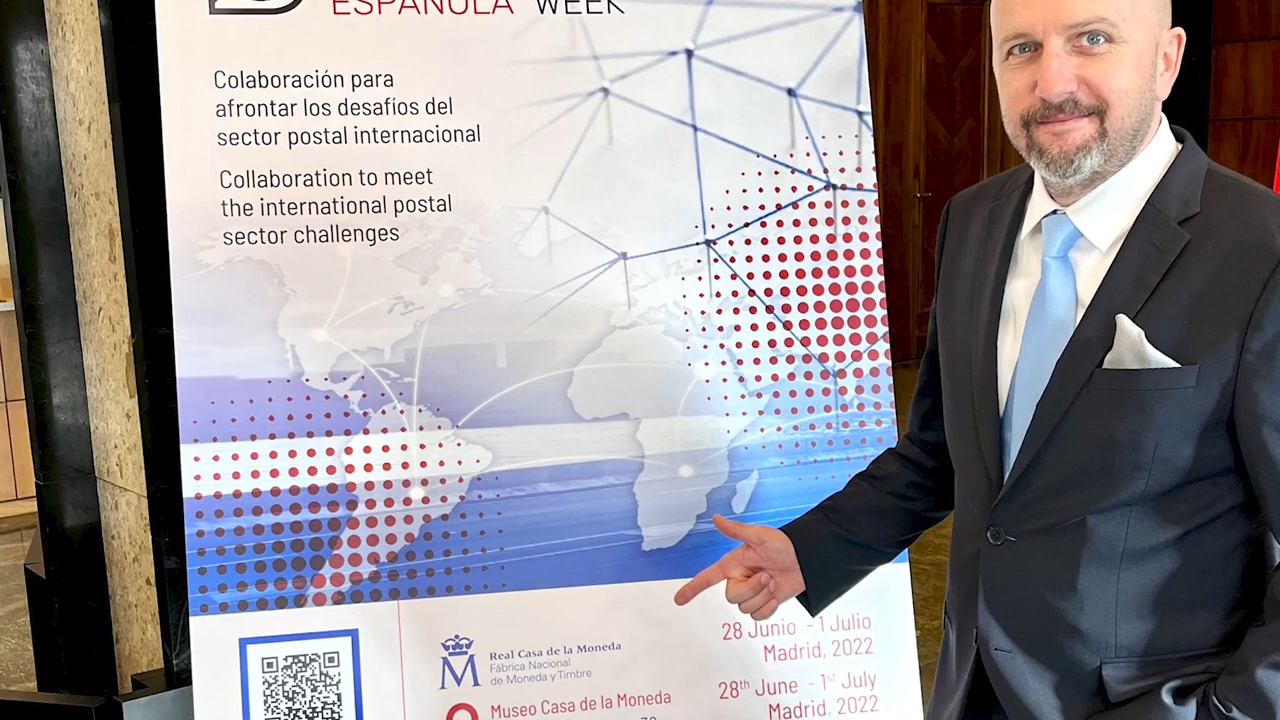 ESPAÑOLA WEEK
Colaboración para
afrontar los desafíos del
sector postal internacional
Collaboration to meet
the international postal
sector challenges
Real Casa de la Moneda
Fábrica Nacional
de Moneda y Timbre
Museo Casa de la Moneda
28 Junio - 1 Julio
Madrid, 2022
28th June - 1st July
Madrid, 2022